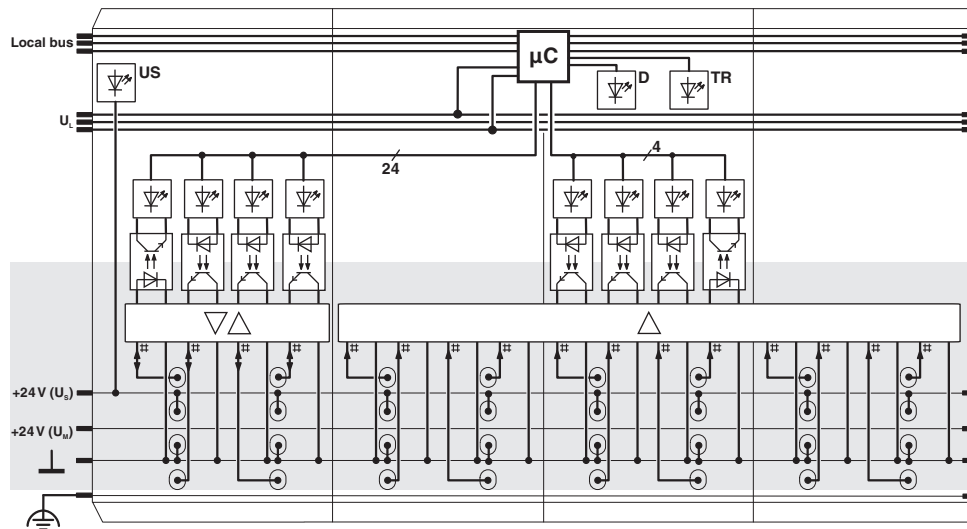 Local bus
µC
US
D
TR
U_L
24
4
# # # # # # # # # # # # # # # #
+24 V (U_S)
+24 V (U_M)